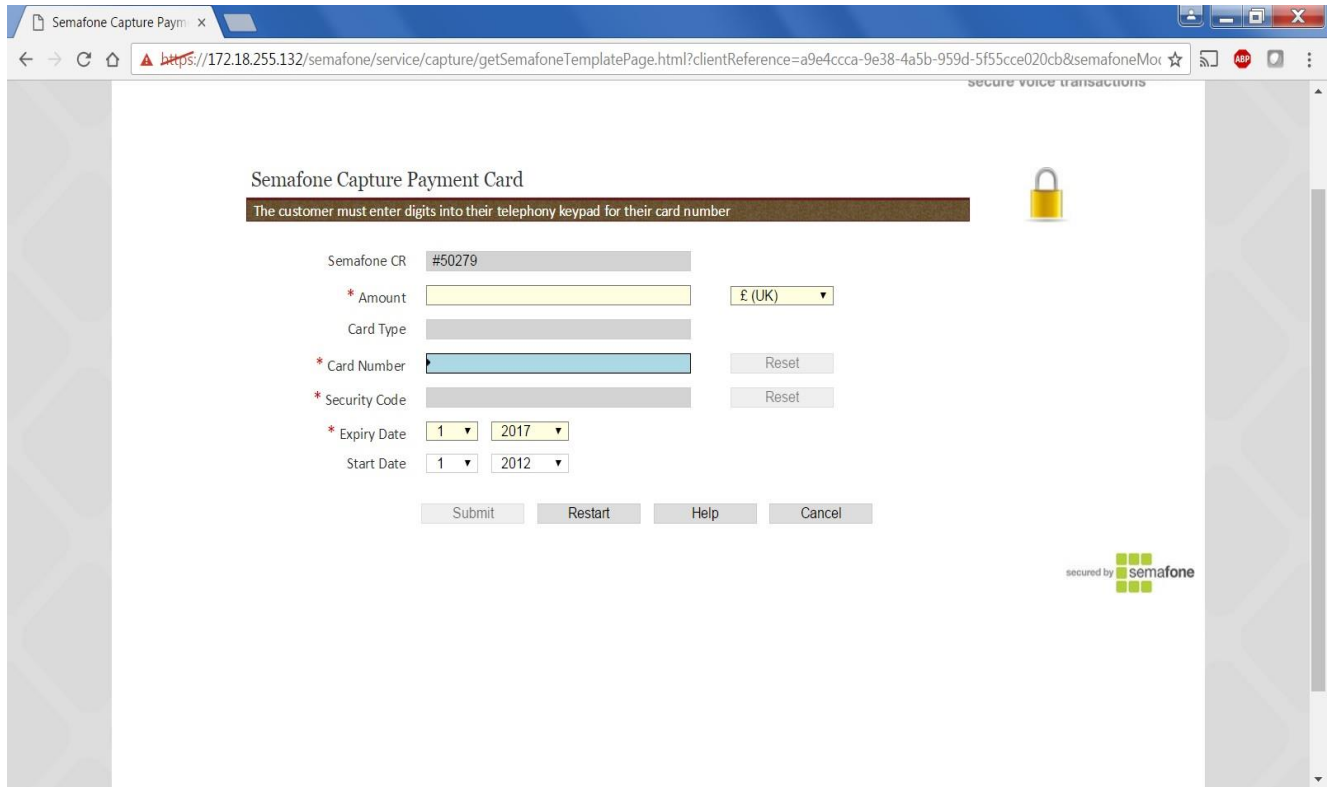 Semafone Capture Paym
https://172.18.255.132/semafone/service/capture/getSemafoneTemplatePage.html?clientReference=a9e4ccca-9e38-4a5b-959d-5f55cce020cb&semafoneMod
ABP
secure voice transactions
Semafone Capture Payment Card
The customer must enter digits into their telephony keypad for their card number
Semafone CR #50279
* Amount £ (UK)
Card Type
* Card Number Reset
* Security Code Reset
* Expiry Date 1 2017
Start Date 1 2012
Submit Restart Help Cancel
secured by semafone